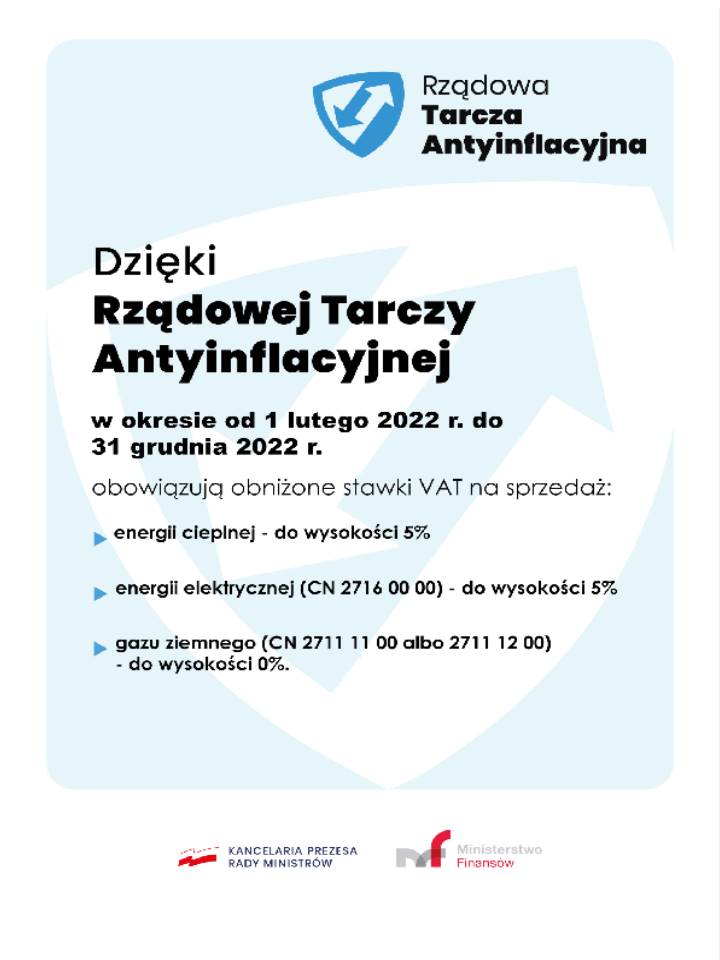 Rządowa
Tarcza
Antyinflacyjna
Dzięki
Rządowej Tarczy
Antyinflacyjnej
w okresie od 1 lutego 2022 r. do
31 grudnia 2022 r.
obowiązują obniżone stawki VAT na sprzedaż:
energii cieplnej - do wysokości 5%
energii elektrycznej (CN 2716 00 00) - do wysokości 5%
gazu ziemnego (CN 2711 11 00 albo 2711 12 00)
- do wysokości 0%.
KANCELARIA PREZESA
RADY MINISTRÓW
mf
Ministerstwo
Finansów